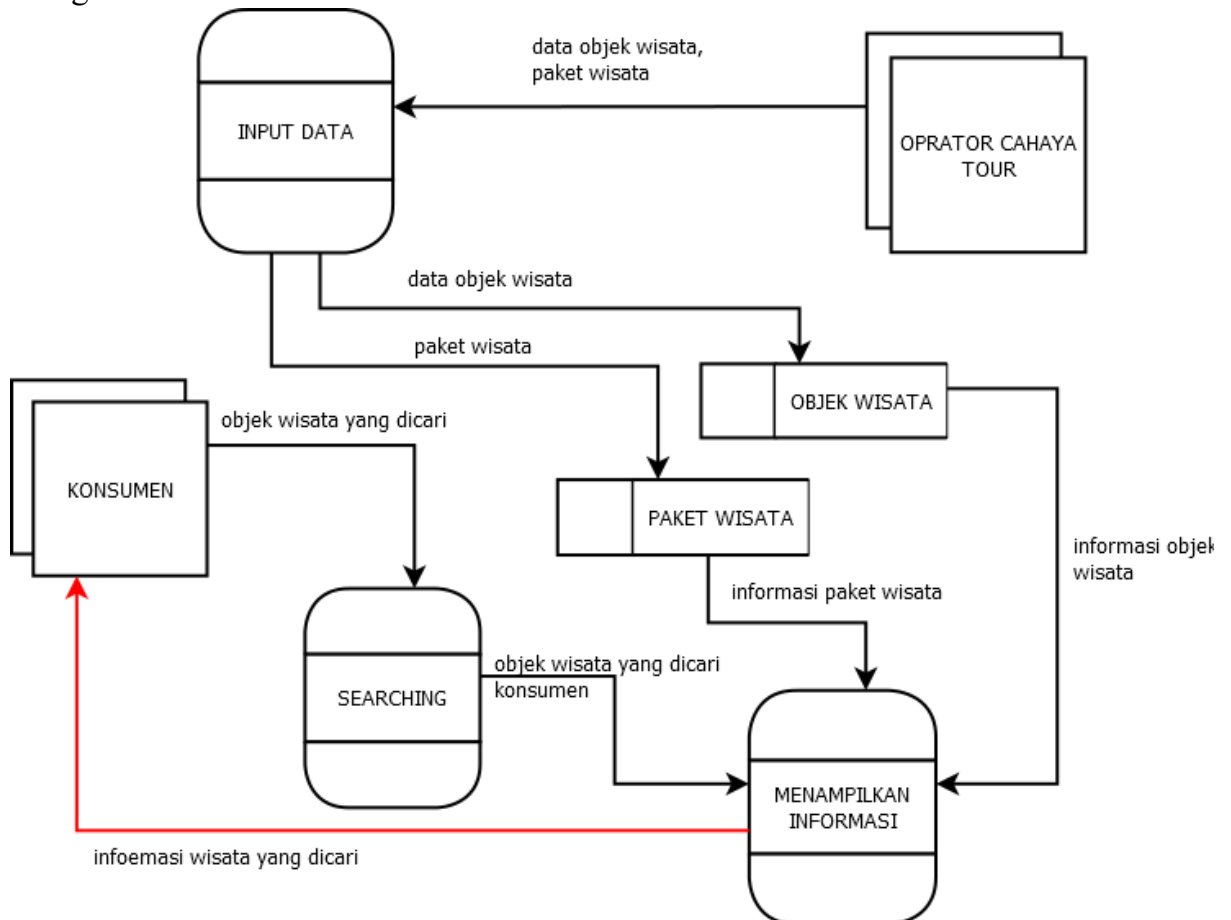 data objek wisata,
paket wisata
INPUT DATA
OPRATOR CAHAYA
TOUR
data objek wisata
paket wisata
OBJEK WISATA
objek wisata yang dicari
KONSUMEN
PAKET WISATA
informasi objek
wisata
informasi paket wisata
objek wisata yang dicari
konsumen
SEARCHING
MENAMPILKAN
INFORMASI
infoemasi wisata yang dicari